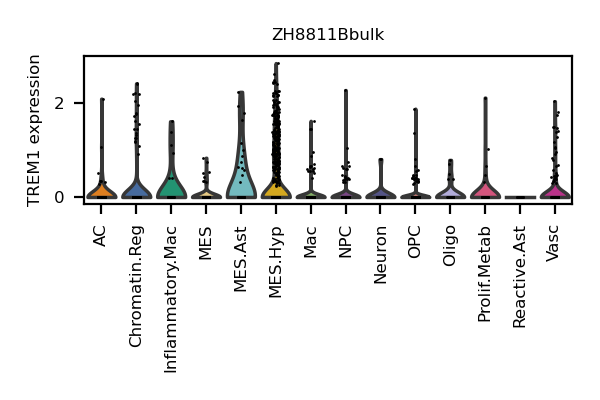 ZH8811Bbulk
TREM1 expression
2
0
AC
Chromatin.Reg
Inflammatory.Mac
MES
MES.Ast
MES.Hyp
Mac
NPC
Neuron
OPC
Oligo
Prolif.Metab
Reactive.Ast
Vasc